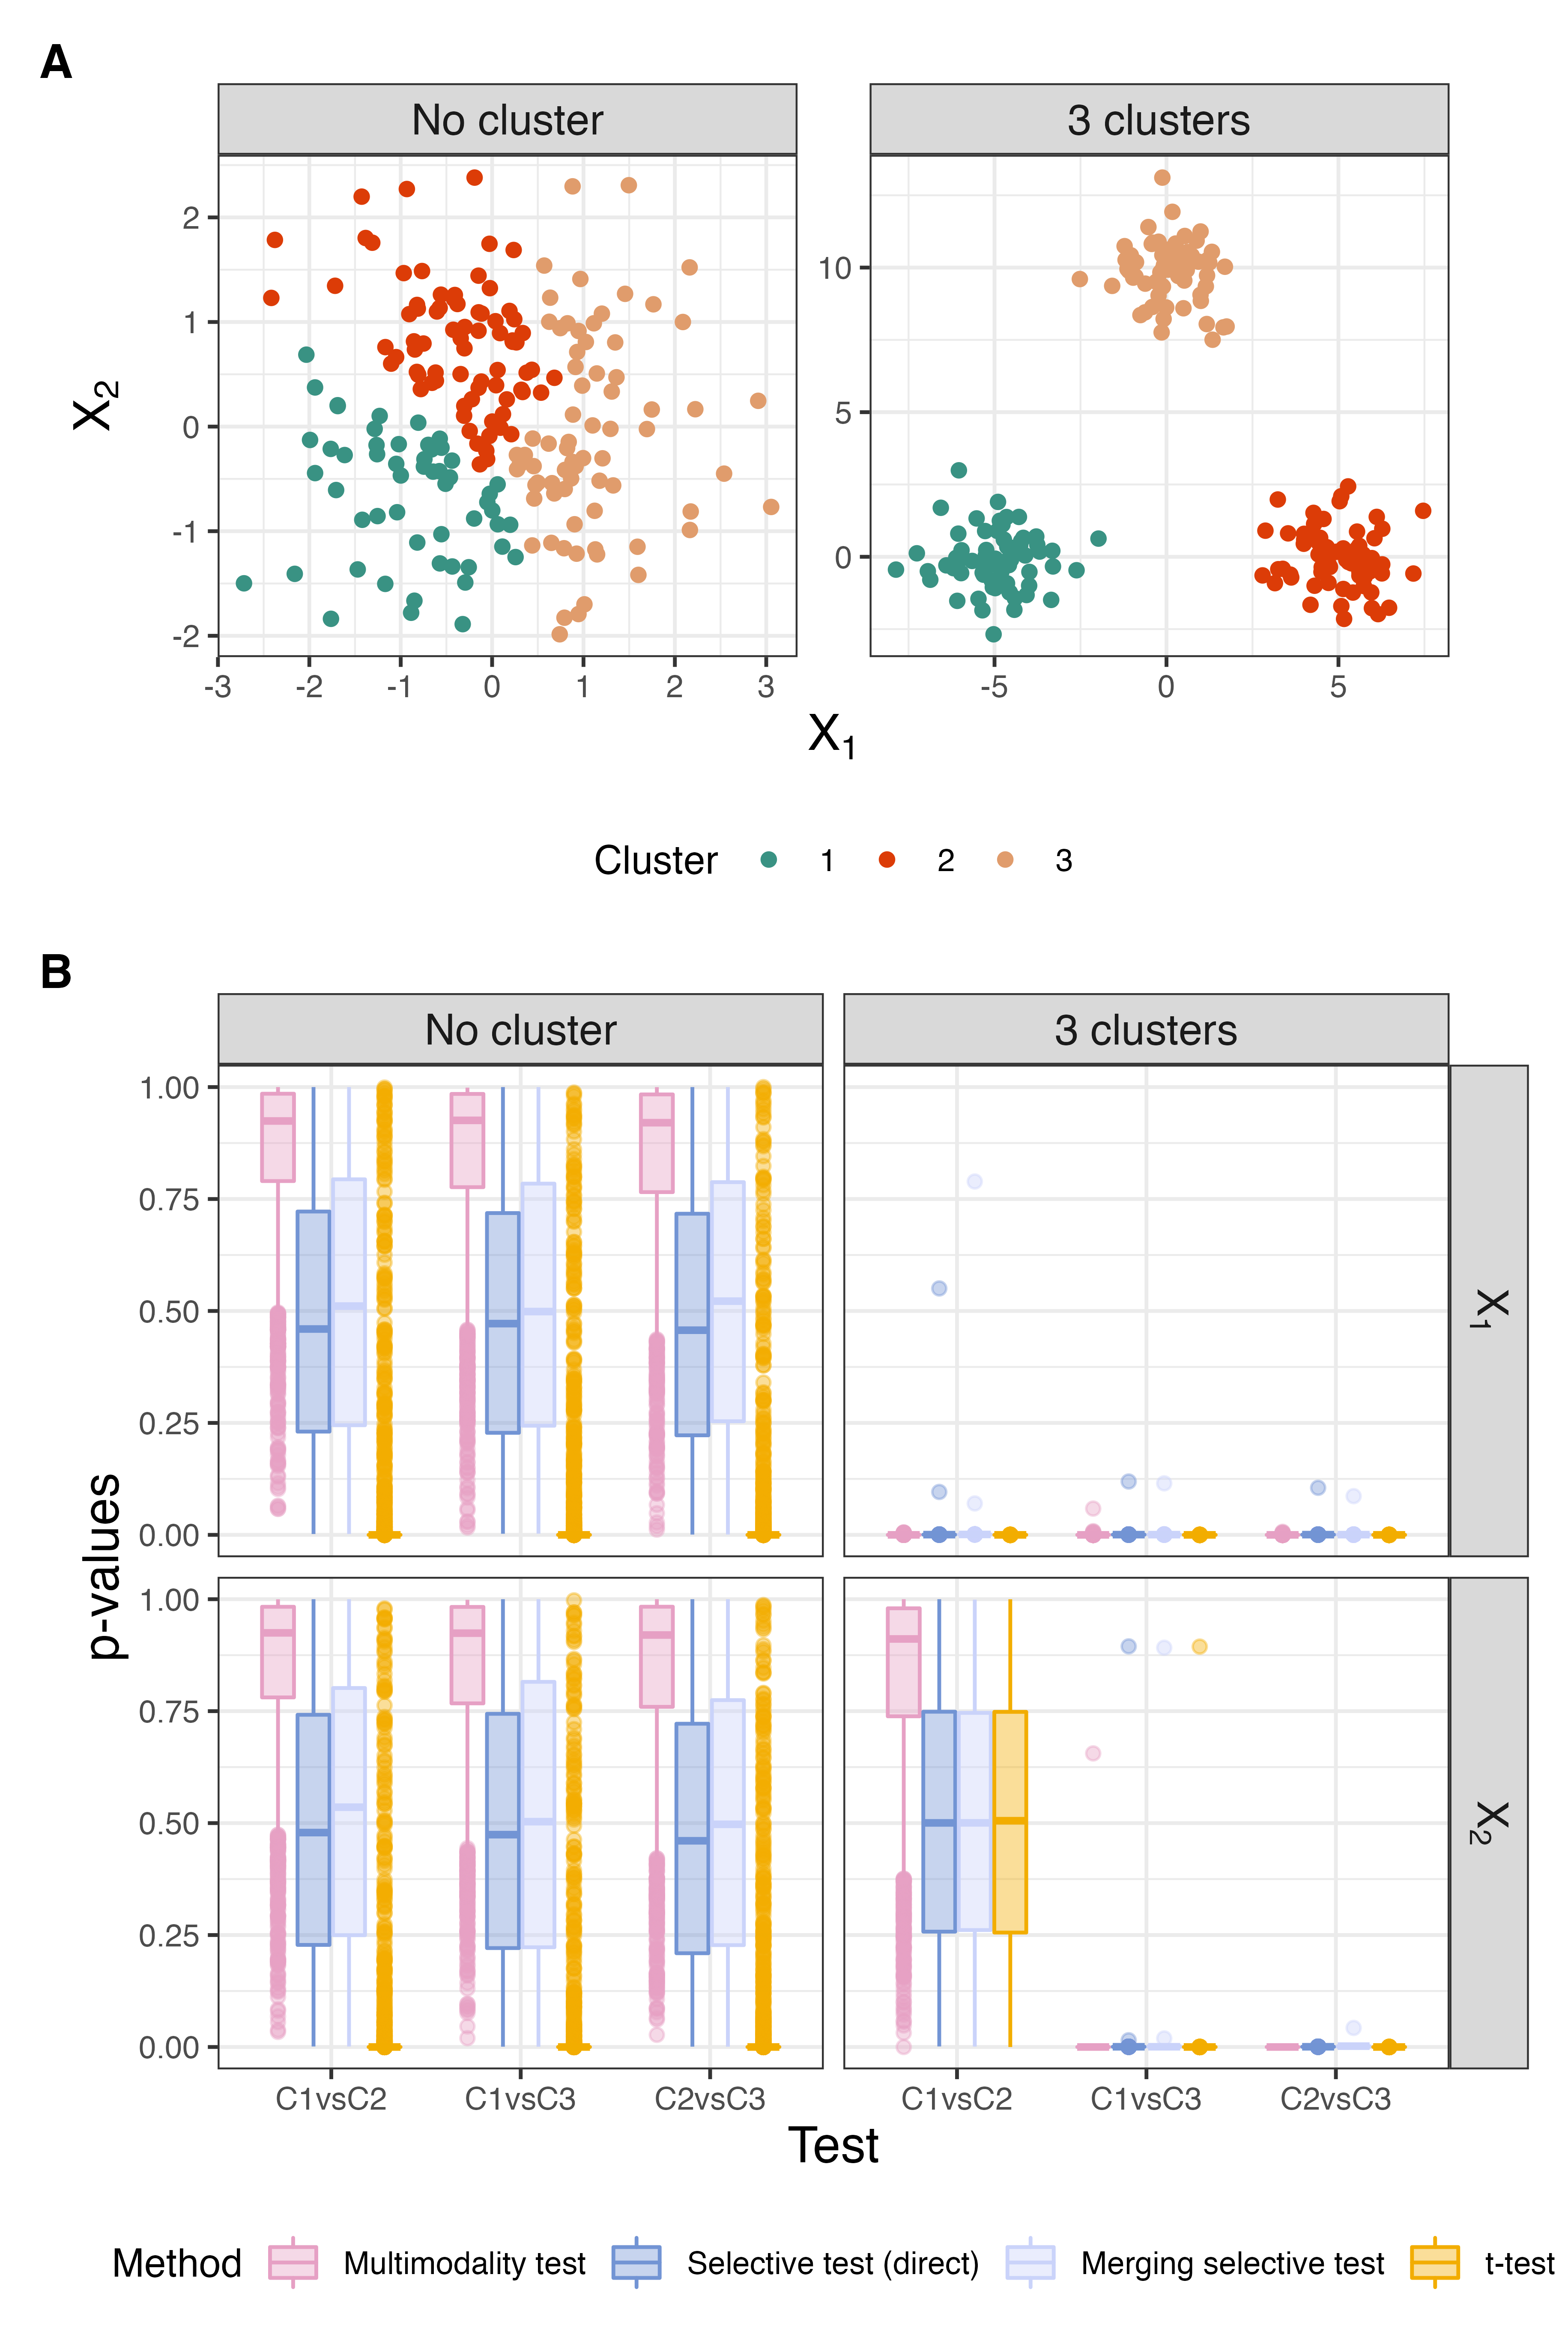 A
No cluster 3 clusters
2
1
0
-1
-2
10
5
0
X2
-3 -2 -1 0 1 2 3 -5 0 5
X1
Cluster 1 2 3
B
No cluster 3 clusters
1.00
0.75
0.50
0.25
0.00
X1
p-values
1.00
0.75
0.50
0.25
0.00
X2
C1vsC2 C1vsC3 C2vsC3 C1vsC2 C1vsC3 C2vsC3
Test
Method Multimodality test Selective test (direct) Merging selective test t-test